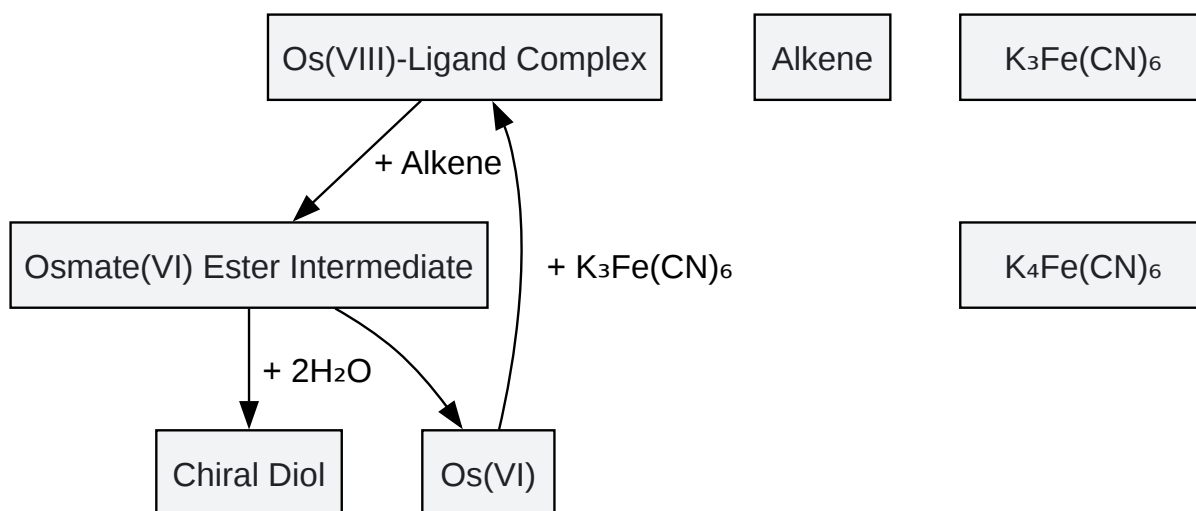 Os(VIII)-Ligand Complex
Alkene
K₃Fe(CN)₆
+ Alkene
Osmate(VI) Ester Intermediate
+ K₃Fe(CN)₆
K₄Fe(CN)₆
+ 2H₂O
Chiral Diol
Os(VI)